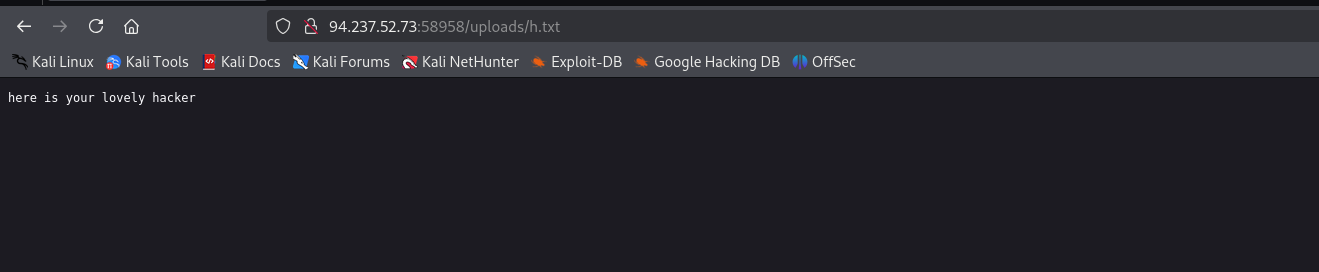 94.237.52.73:58958/uploads/h.txt
Kali Linux Kali Tools Kali Docs Kali Forums Kali NetHunter Exploit-DB Google Hacking DB OffSec
here is your lovely hacker